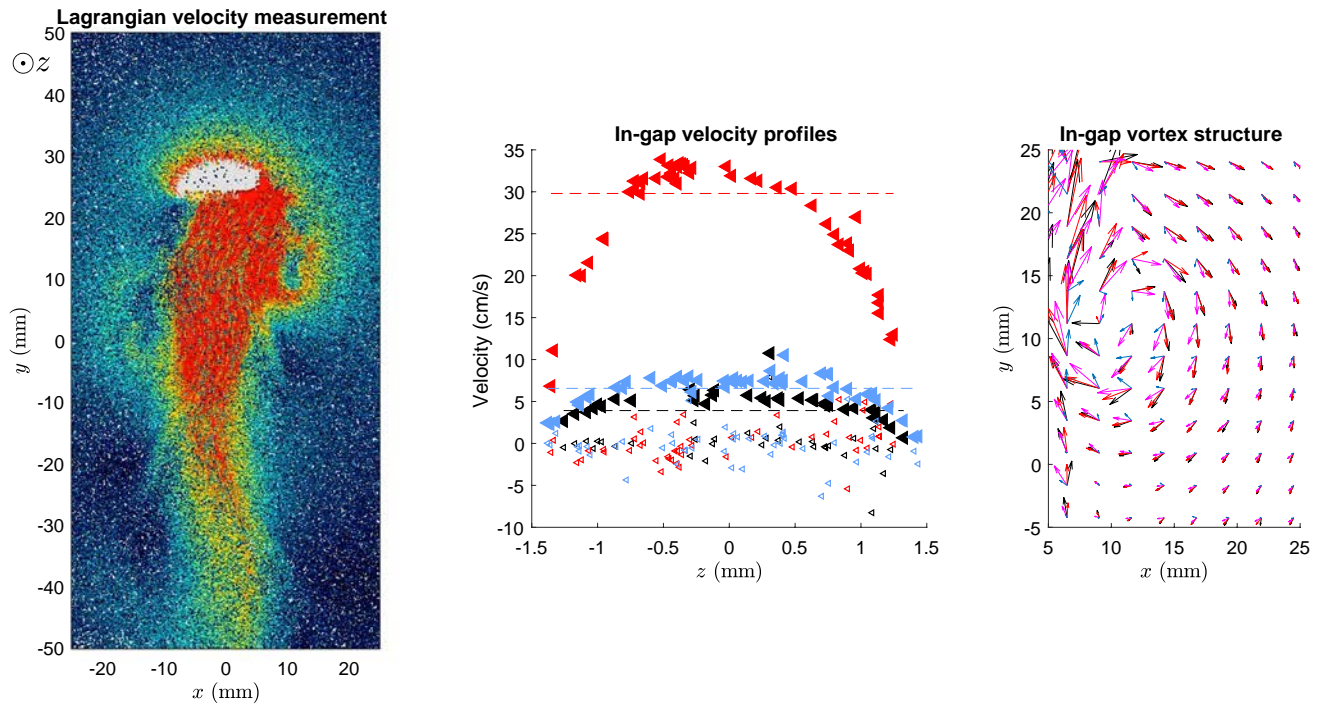 Lagrangian velocity measurement
50
40
30
20
10
0
-10
-20
-30
-40
-50
⊙z
y (mm)
-20 -10 0 10 20
x (mm)
In-gap velocity profiles
35
30
25
20
15
10
5
0
-5
-10
Velocity (cm/s)
-1.5 -1 -0.5 0 0.5 1 1.5
z (mm)
In-gap vortex structure
25
20
15
10
5
0
-5
y (mm)
5 10 15 20 25
x (mm)